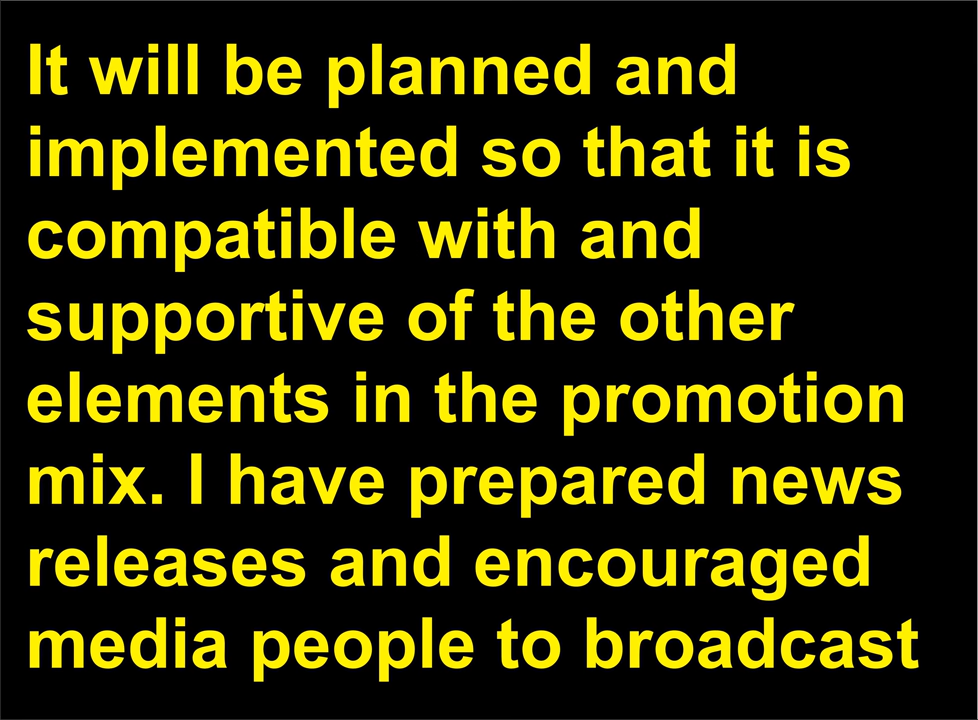 It will be planned and
implemented so that it is
compatible with and
supportive of the other
elements in the promotion
mix. I have prepared news
releases and encouraged
media people to broadcast